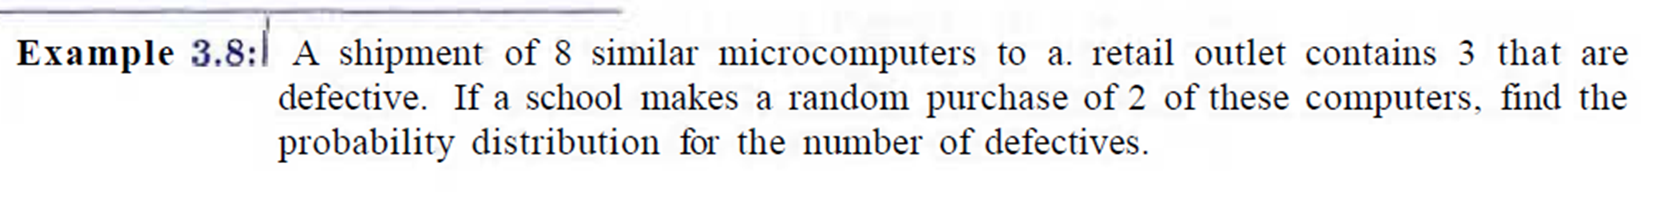 Example 3.8: A shipment of 8 similar microcomputers to a. retail outlet contains 3 that are
defective. If a school makes a random purchase of 2 of these computers, find the
probability distribution for the number of defectives.